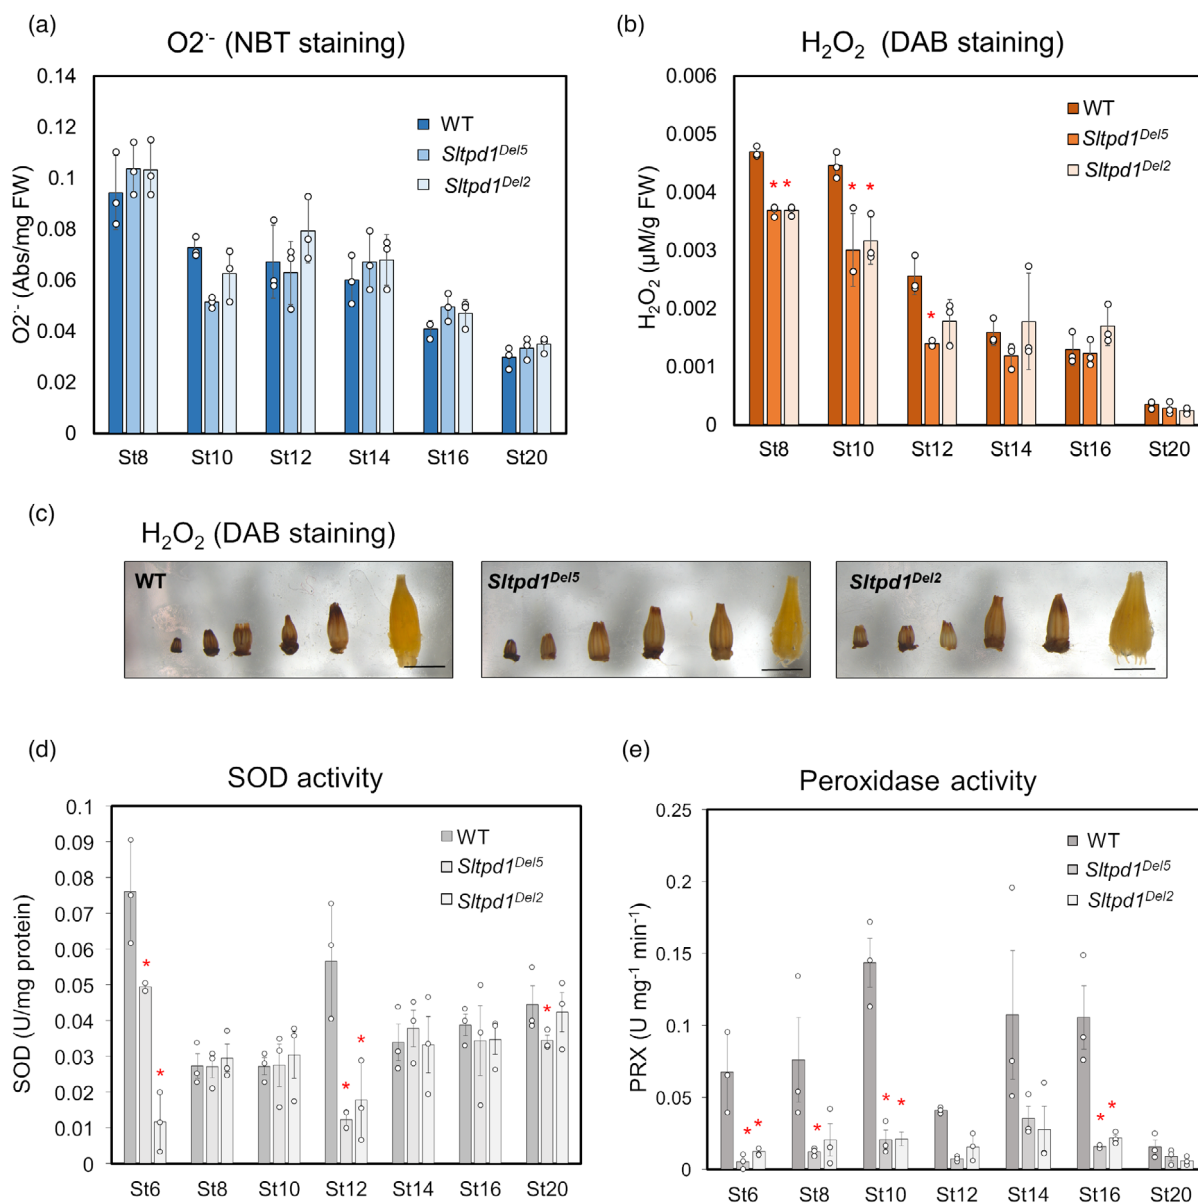 (a)
O2·- (NBT staining)
0.14
0.12
0.1
0.08
0.06
0.04
0.02
0
O2·- (Abs/mg FW)
WT
Sltpd1Del5
Sltpd1Del2
St8 St10 St12 St14 St16 St20
(b)
H₂O₂ (DAB staining)
0.006
0.005
0.004
0.003
0.002
0.001
0
H₂O₂ (µM/g FW)
WT
Sltpd1Del5
Sltpd1Del2
* *
* *
*
St8 St10 St12 St14 St16 St20
(c)
H₂O₂ (DAB staining)
WT
Sltpd1Del5
Sltpd1Del2
(d)
SOD activity
0.1
0.09
0.08
0.07
0.06
0.05
0.04
0.03
0.02
0.01
0
SOD (U/mg protein)
WT
Sltpd1Del5
Sltpd1Del2
*
*
*
*
*
St6 St8 St10 St12 St14 St16 St20
(e)
Peroxidase activity
0.25
0.2
0.15
0.1
0.05
0
PRX (U mg⁻¹ min⁻¹)
WT
Sltpd1Del5
Sltpd1Del2
* *
*
* *
* *
St6 St8 St10 St12 St14 St16 St20